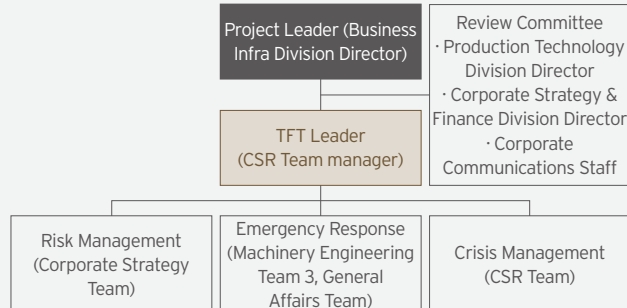 Project Leader (Business
Infra Division Director)
Review Committee
· Production Technology
Division Director
· Corporate Strategy &
Finance Division Director
· Corporate
Communications Staff
TFT Leader
(CSR Team manager)
Risk Management
(Corporate Strategy
Team)
Emergency Response
(Machinery Engineering
Team 3, General
Affairs Team)
Crisis Management
(CSR Team)